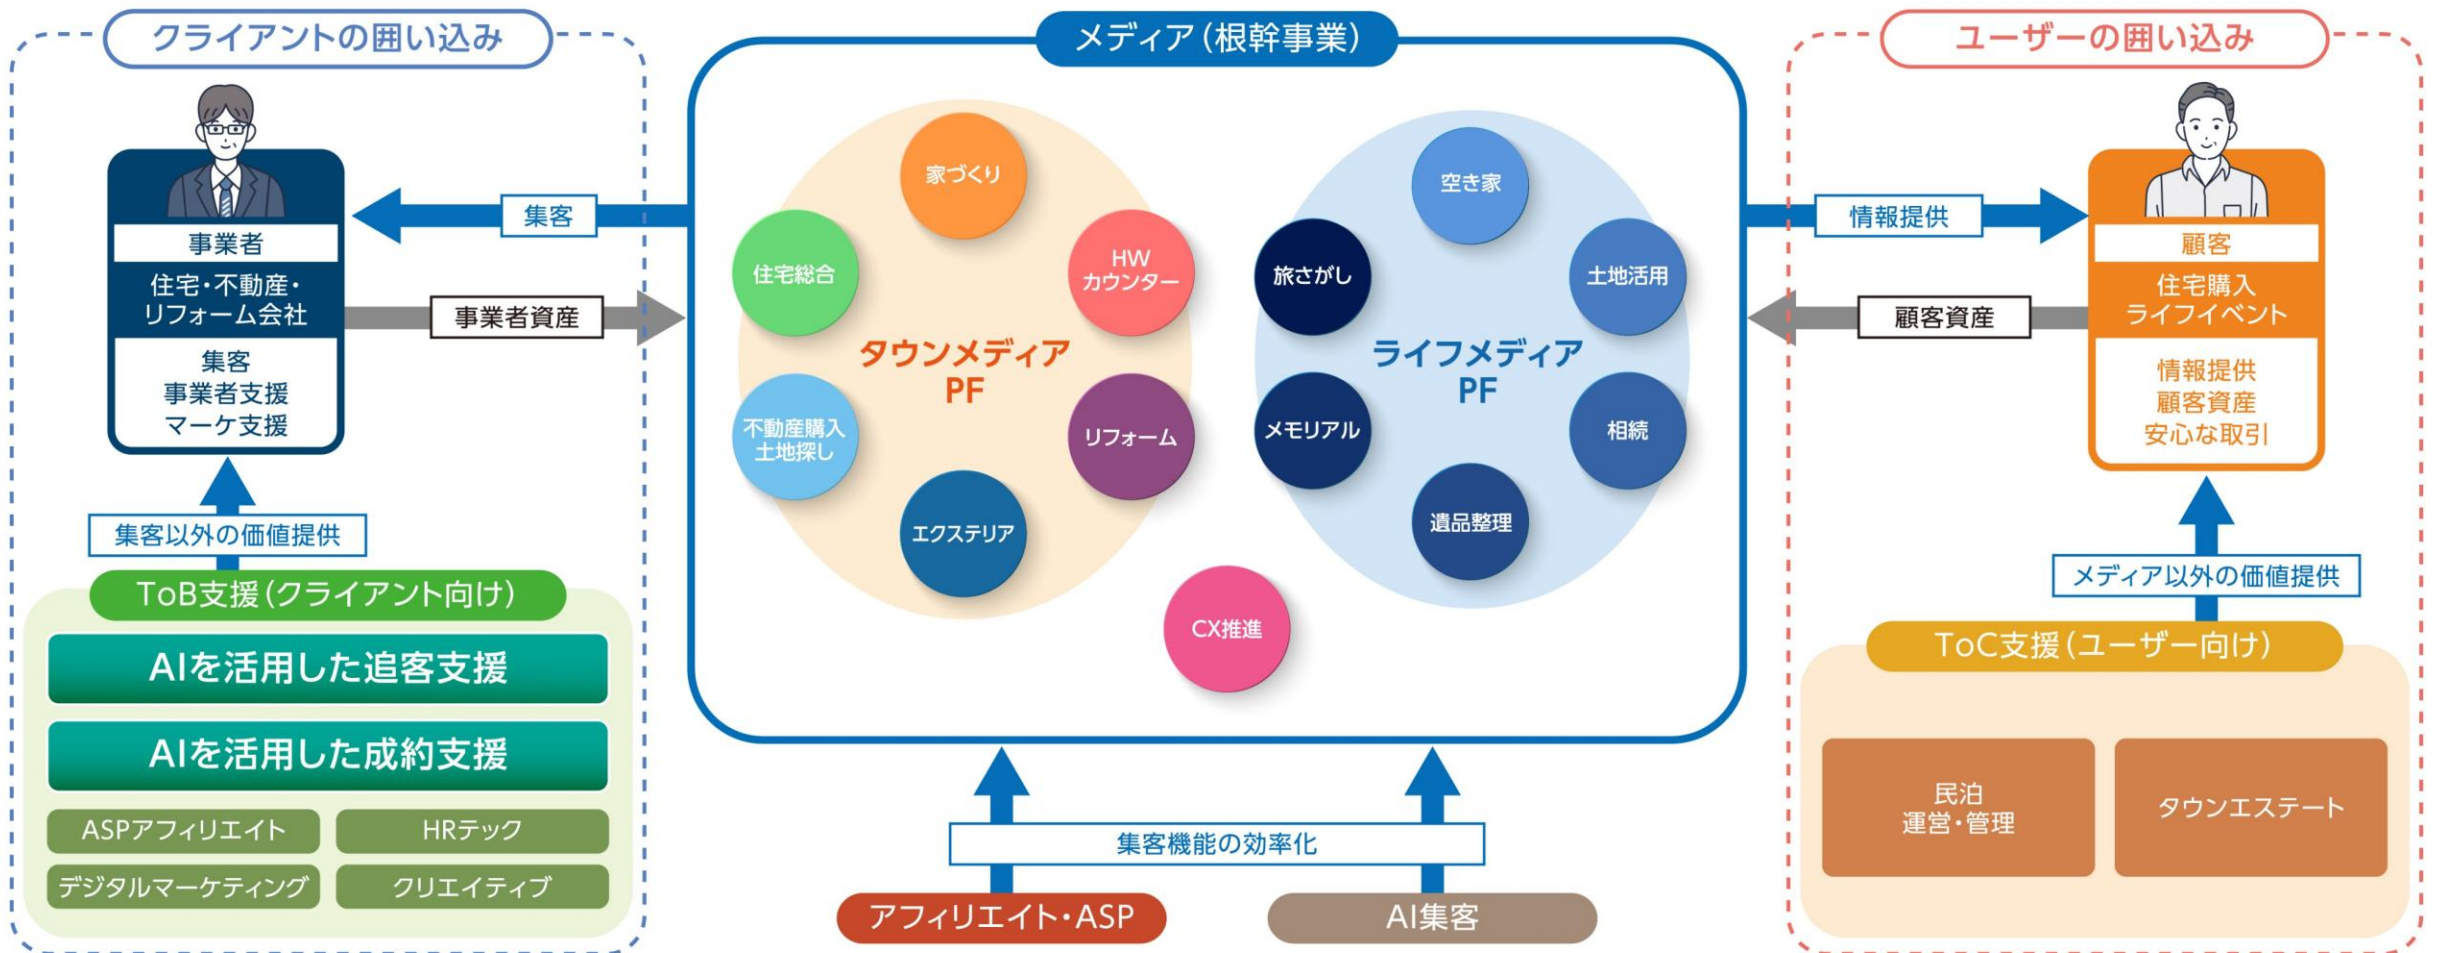 クライアントの囲い込み
事業者
住宅・不動産・
リフォーム会社
集客
事業者支援
マーケ支援
集客
事業者資産
集客以外の価値提供
ToB支援（クライアント向け）
AIを活用した追客支援
AIを活用した成約支援
ASPアフィリエイト
HRテック
デジタルマーケティング
クリエイティブ
メディア（根幹事業）
家づくり
住宅総合
HW
カウンター
タウンメディア
PF
不動産購入
土地探し
リフォーム
エクステリア
空き家
旅さがし
土地活用
ライフメディア
PF
メモリアル
相続
遺品整理
CX推進
集客機能の効率化
アフィリエイト・ASP
AI集客
ユーザーの囲い込み
情報提供
顧客資産
顧客
住宅購入
ライフイベント
情報提供
顧客資産
安心な取引
メディア以外の価値提供
ToC支援（ユーザー向け）
民泊
運営・管理
タウンエステート